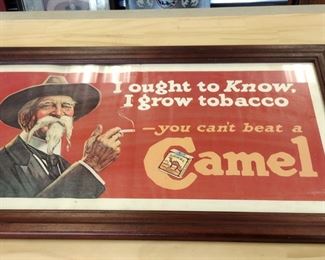 I ought to Know,
I grow tobacco
—you can't beat a
Camel